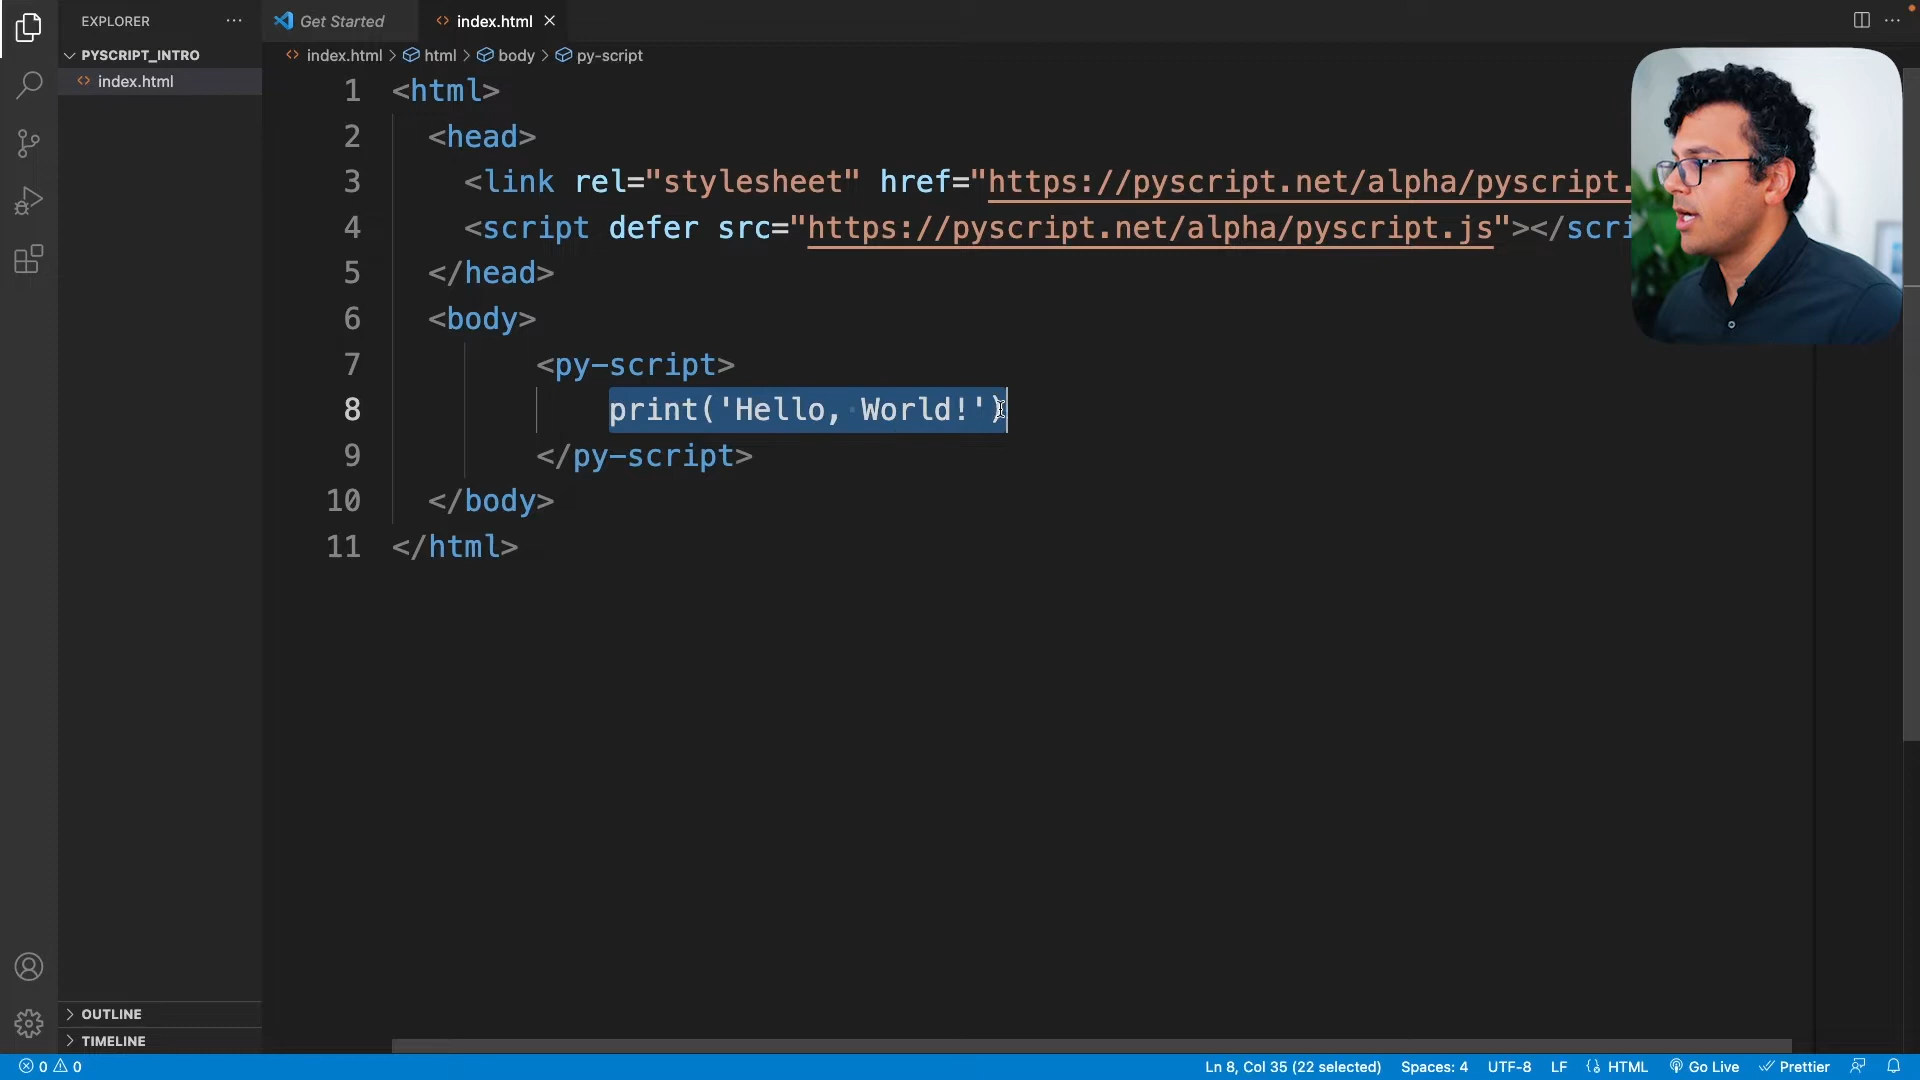 EXPLORER
Get Started
index.html
PYSCRIPT_INTRO
index.html
index.html > html > body > py-script
1 <html>
2 <head>
3 <link rel="stylesheet" href="https://pyscript.net/alpha/pyscript.
4 <script defer src="https://pyscript.net/alpha/pyscript.js"></scri
5 </head>
6 <body>
7 <py-script>
8 print('Hello, World!')
9 </py-script>
10 </body>
11 </html>
OUTLINE
TIMELINE
0 0 Ln 8, Col 35 (22 selected) Spaces: 4 UTF-8 LF HTML Go Live Prettier